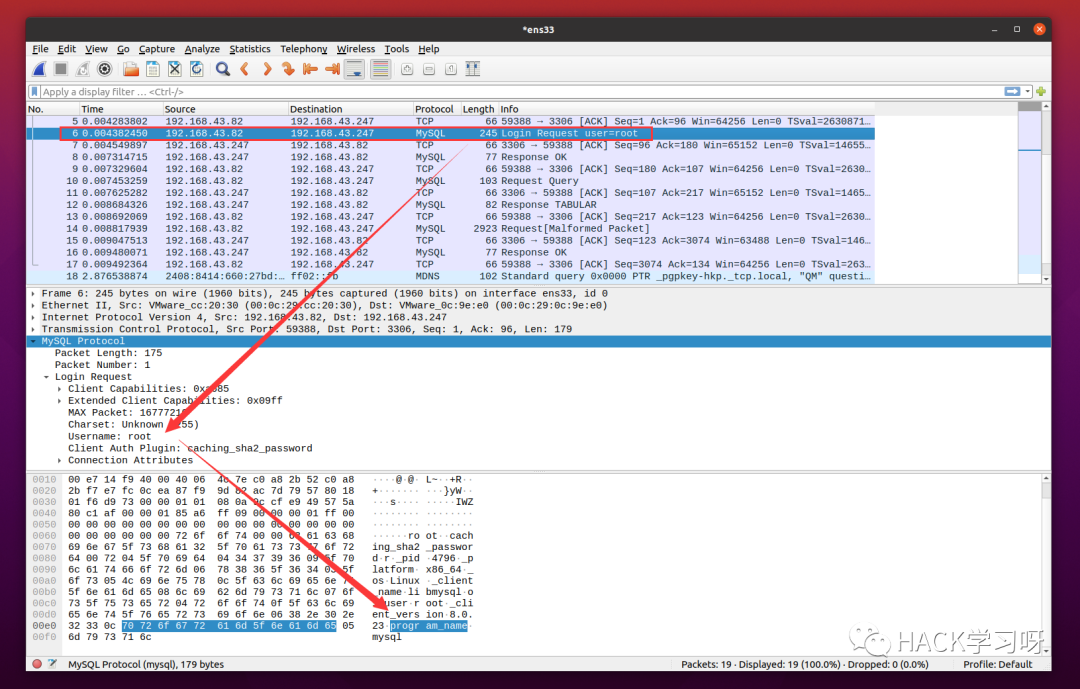 *ens33
File Edit View Go Capture Analyze Statistics Telephony Wireless Tools Help
Apply a display filter … <Ctrl-/>
No. Time Source Destination Protocol Length Info
5 0.004283802 192.168.43.82 192.168.43.247 TCP 66 59388 → 3306 [ACK] Seq=1 Ack=96 Win=64256 Len=0 TSval=2630871…
6 0.004382450 192.168.43.82 192.168.43.247 MySQL 245 Login Request user=root
7 0.004549897 192.168.43.247 192.168.43.82 TCP 66 3306 → 59388 [ACK] Seq=96 Ack=180 Win=65152 Len=0 TSval=14655…
8 0.007314715 192.168.43.247 192.168.43.82 MySQL 77 Response OK
9 0.007329604 192.168.43.82 192.168.43.247 TCP 66 59388 → 3306 [ACK] Seq=180 Ack=107 Win=64256 Len=0 TSval=2630…
10 0.007453259 192.168.43.82 192.168.43.247 MySQL 103 Request Query
11 0.007625282 192.168.43.247 192.168.43.82 TCP 66 3306 → 59388 [ACK] Seq=107 Ack=217 Win=65152 Len=0 TSval=1465…
12 0.008684326 192.168.43.247 192.168.43.82 MySQL 82 Response TABULAR
13 0.008692069 192.168.43.82 192.168.43.247 TCP 66 59388 → 3306 [ACK] Seq=217 Ack=123 Win=64256 Len=0 TSval=2630…
14 0.008817939 192.168.43.82 192.168.43.247 MySQL 2923 Request[Malformed Packet]
15 0.009047513 192.168.43.247 192.168.43.82 TCP 66 3306 → 59388 [ACK] Seq=123 Ack=3074 Win=63488 Len=0 TSval=146…
16 0.009480071 192.168.43.247 192.168.43.82 MySQL 77 Response OK
17 0.009492364 192.168.43.82 192.168.43.247 TCP 66 59388 → 3306 [ACK] Seq=3074 Ack=134 Win=64256 Len=0 TSval=263…
18 2.876538874 2408:8414:660:27bd:… ff02::fb MDNS 102 Standard query 0x0000 PTR _pgpkey-hkp._tcp.local, "QM" questi…
Frame 6: 245 bytes on wire (1960 bits), 245 bytes captured (1960 bits) on interface ens33, id 0
Ethernet II, Src: VMware_cc:20:30 (00:0c:29:cc:20:30), Dst: VMware_0c:9e:e0 (00:0c:29:0c:9e:e0)
Internet Protocol Version 4, Src: 192.168.43.82, Dst: 192.168.43.247
Transmission Control Protocol, Src Port: 59388, Dst Port: 3306, Seq: 1, Ack: 96, Len: 179
MySQL Protocol
Packet Length: 175
Packet Number: 1
Login Request
Client Capabilities:
Extended Client Capabilities: 0x09ff
MAX Packet:
Charset: Unknown (255)
Username: root
Client Auth Plugin: caching_sha2_password
Connection Attributes
0010 00 e7 14 f9 40 00 40 06 7e c0 a8 2b 52 c0 a8 ····@·@· L~··+R··
0020 2b f7 e7 fc 0c ea 87 f9 9d 82 ac 7d 79 57 80 18 +······· ···}yW··
0030 01 f6 d9 73 00 00 01 01 08 0a cf e9 49 57 5a ···s···· ·····IWZ
0040 80 c1 af 00 00 01 85 a6 ff 09 00 00 00 01 ff 00 ········ ········
0050 00 00 00 00 00 00 00 00 00 00 00 00 00 00 00 00 ········ ········
0060 00 00 00 00 00 00 72 6f 6f 74 00 00 63 61 63 68 ······ro ot··cach
0070 69 6e 67 5f 73 68 61 32 5f 70 61 73 73 77 6f 72 ing_sha2 _passwor
0080 64 00 72 04 5f 70 69 64 04 34 37 39 36 09 5f 70 d·r·_pid ·4796·_p
0090 6c 61 74 66 6f 72 6d 06 78 38 36 5f 36 34 03 5f latform· x86_64·_
00a0 6f 73 05 4c 69 6e 75 78 0c 5f 63 6c 69 65 6e os·Linux ·_client
00b0 5f 6e 61 6d 65 08 6c 69 62 6d 79 73 71 6c 07 6f _name·li bmysql·o
00c0 73 5f 75 73 65 72 04 72 6f 6f 74 0f 5f 63 6c 69 s_user·r oot·_cli
00d0 65 6e 74 5f 76 65 72 73 69 6f 6e 06 38 2e 30 2e ent_vers ion·8.0.
00e0 32 33 0c 70 72 6f 67 72 61 6d 5f 6e 61 6d 65 05 23·progr am_name·
00f0 6d 79 73 71 6c mysql
HACK学习呀
MySQL Protocol (mysql), 179 bytes Packets: 19 · Displayed: 19 (100.0%) · Dropped: 0 (0.0%) Profile: Default